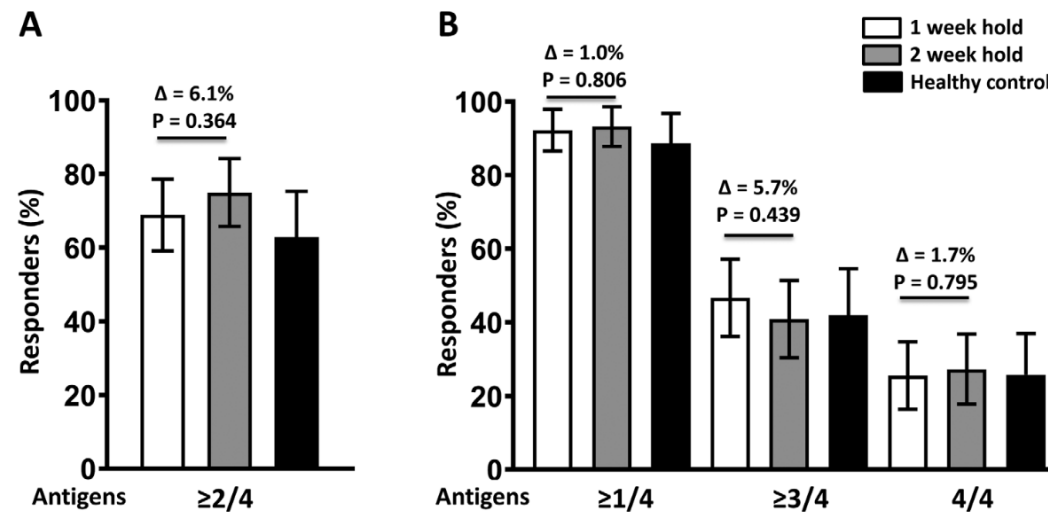 A
Δ = 6.1%
P = 0.364
Responders (%)
100
80
60
40
20
0
Antigens ≥2/4
B
1 week hold
2 week hold
Healthy control
Δ = 1.0%
P = 0.806
Δ = 5.7%
P = 0.439
Δ = 1.7%
P = 0.795
Responders (%)
100
80
60
40
20
0
Antigens ≥1/4 ≥3/4 4/4